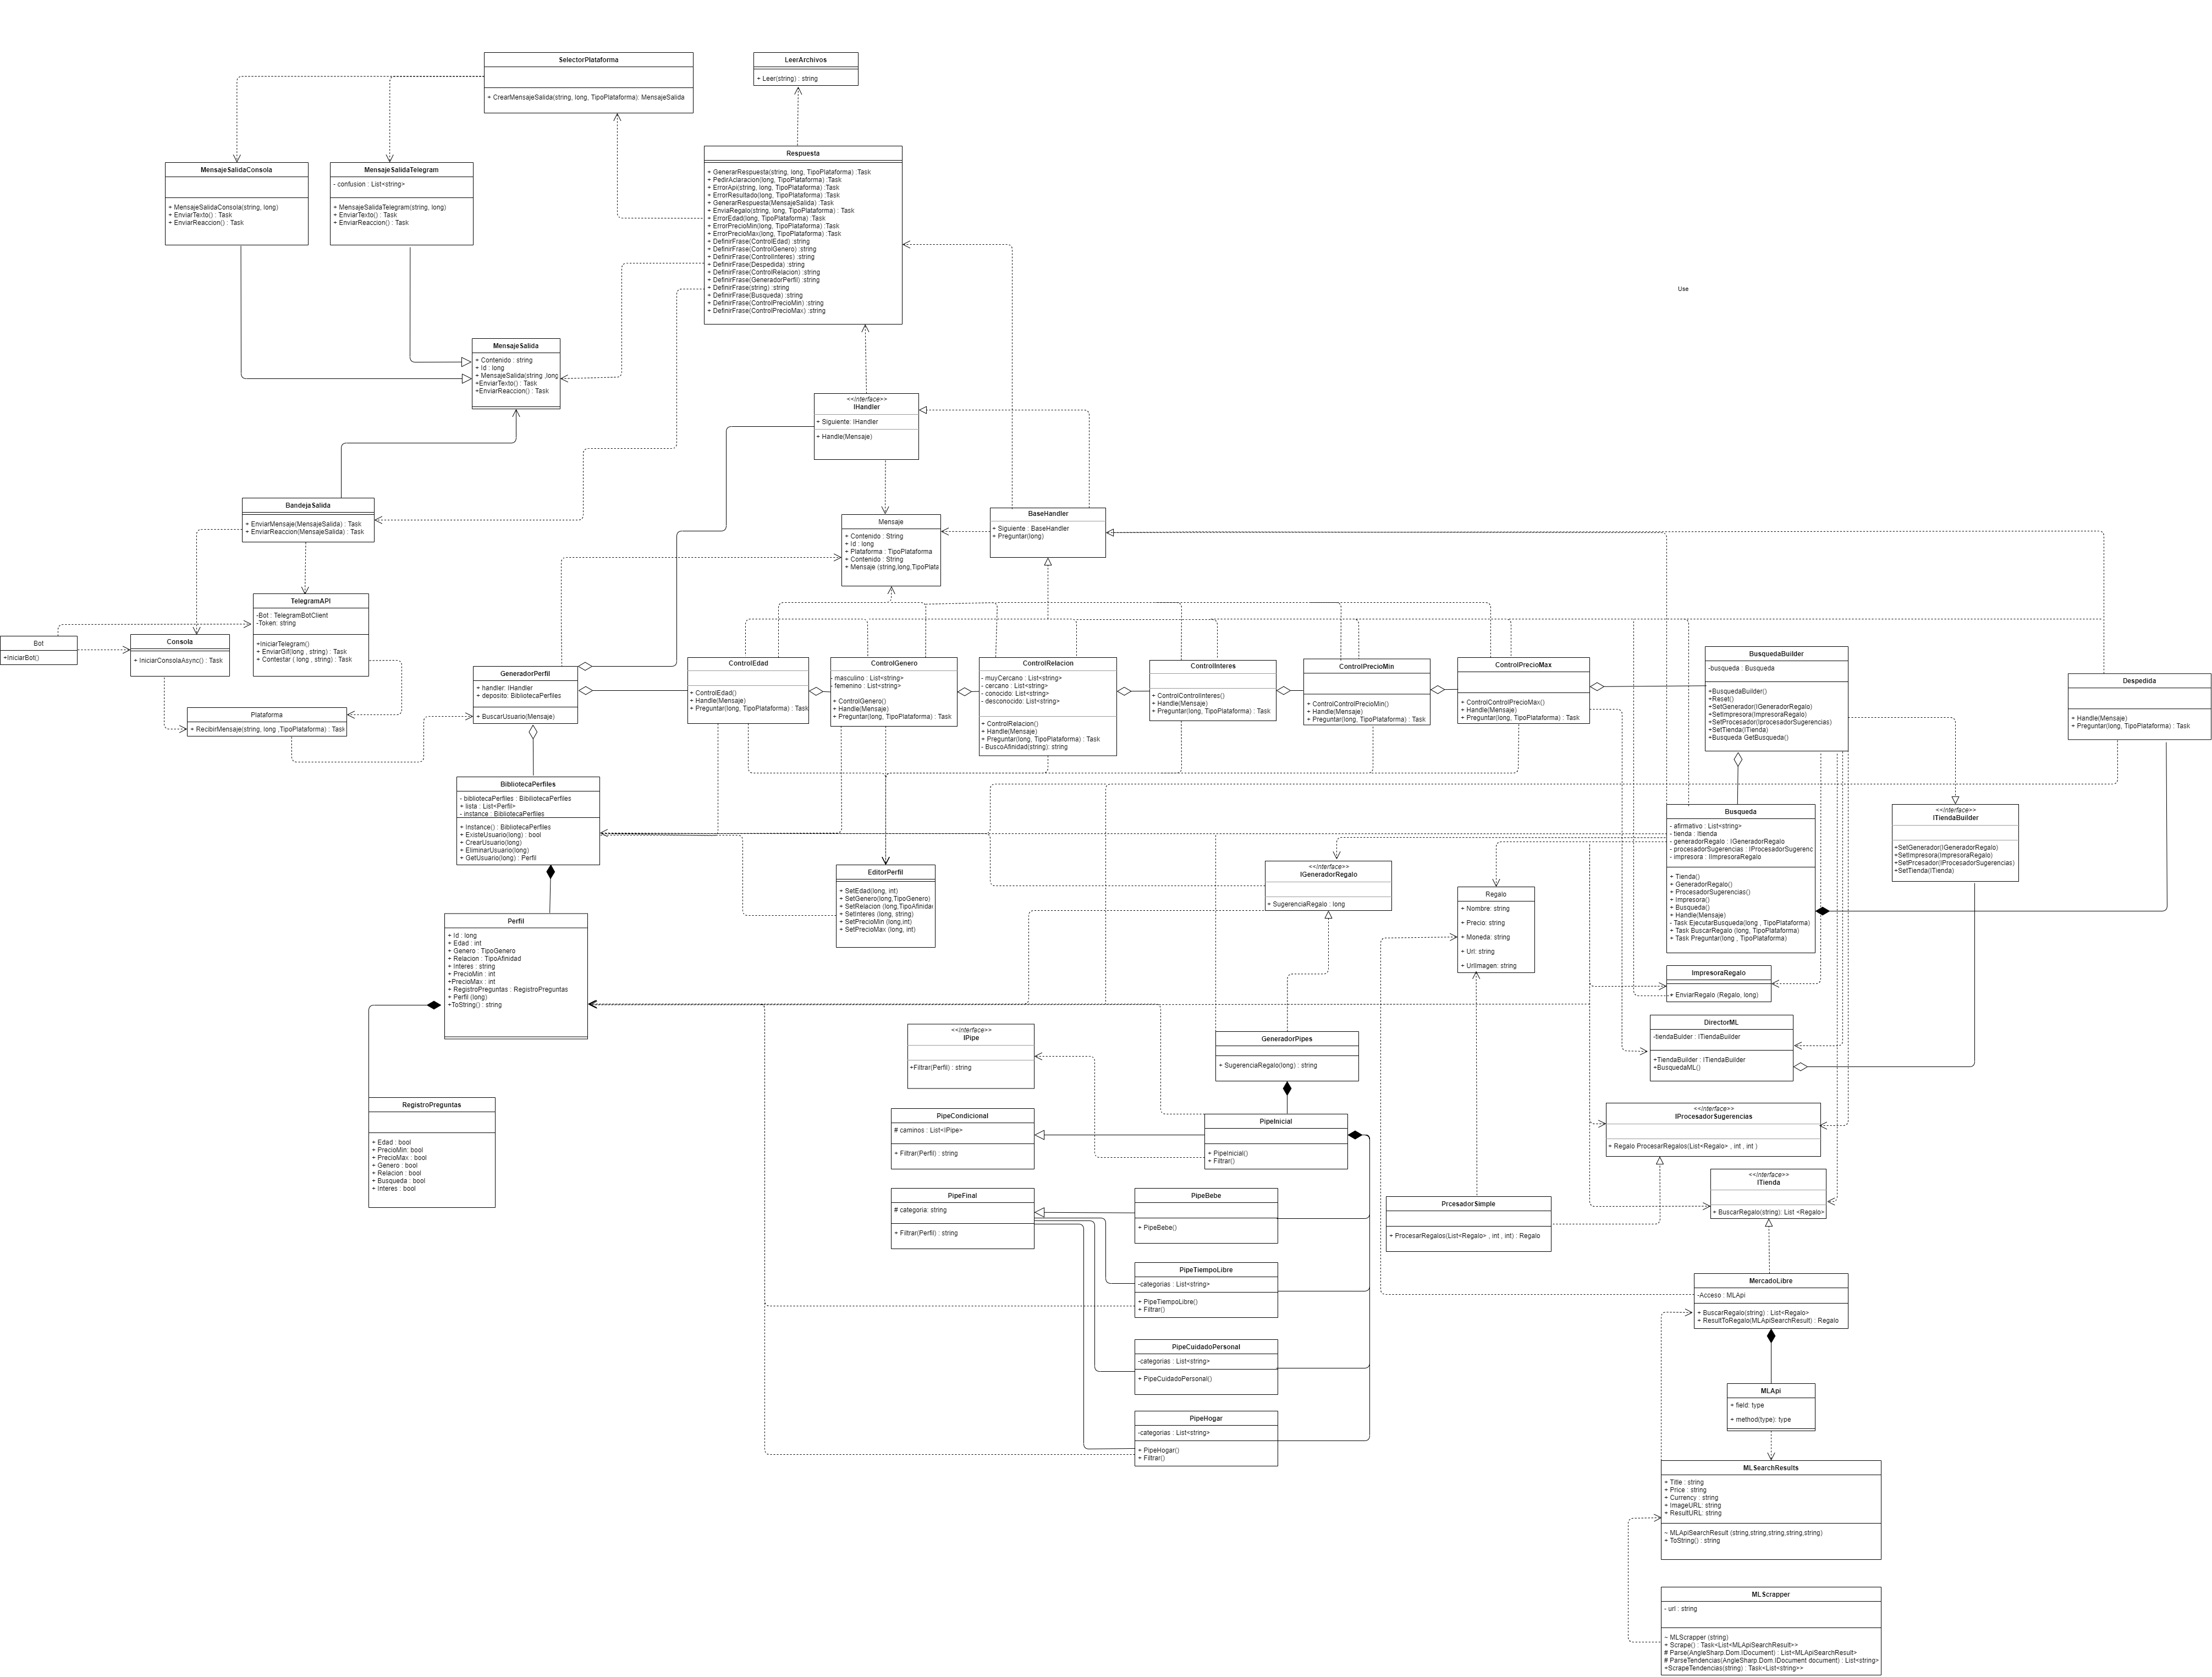 SelectorPlataforma
+ CrearMensajeSalida(string, long, TipoPlataforma): MensajeSalida
LeerArchivos
+ Leer(string) : string
MensajeSalidaConsola
+ MensajeSalidaConsola(string, long)
+ EnviarTexto() : Task
+ EnviarReaccion() : Task
MensajeSalidaTelegram
- confusion : List<string>
+ MensajeSalidaTelegram(string, long)
+ EnviarTexto() : Task
+ EnviarReaccion() : Task
Respuesta
+ GenerarRespuesta(string, long, TipoPlataforma) :Task
+ PedirAclaracion(long, TipoPlataforma) :Task
+ ErrorApi(string, long, TipoPlataforma) :Task
+ ErrorResultado(long, TipoPlataforma) :Task
+ GenerarRespuesta(MensajeSalida) :Task
+ EnviaRegalo(string, long, TipoPlataforma) : Task
+ ErrorEdad(long, TipoPlataforma) :Task
+ ErrorPrecioMin(long, TipoPlataforma) :Task
+ ErrorPrecioMax(long, TipoPlataforma) :Task
+ DefinirFrase(ControlEdad) :string
+ DefinirFrase(ControlGenero) :string
+ DefinirFrase(ControlInteres) :string
+ DefinirFrase(Despedida) :string
+ DefinirFrase(ControlRelacion) :string
+ DefinirFrase(GeneradorPerfil) :string
+ DefinirFrase(string) :string
+ DefinirFrase(Busqueda) :string
+ DefinirFrase(ControlPrecioMin) :string
+ DefinirFrase(ControlPrecioMax) :string
Use
MensajeSalida
+ Contenido : string
+ Id : long
+ MensajeSalida(string ,long
+EnviarTexto() : Task
+EnviarReaccion() : Task
<<interface>>
IHandler
+ Siguiente: IHandler
+ Handle(Mensaje)
BandejaSalida
+ EnviarMensaje(MensajeSalida) : Task
+ EnviarReaccion(MensajeSalida) : Task
Mensaje
+ Contenido : String
+ Id : long
+ Plataforma : TipoPlataforma
+ Contenido : String
+ Mensaje (string,long,TipoPlata
BaseHandler
+ Siguiente : BaseHandler
+ Preguntar(long)
TelegramAPI
-Bot : TelegramBotClient
-Token: string
+IniciarTelegram()
+ EnviarGif(long , string) : Task
+ Contestar ( long , string) : Task
Bot
+IniciarBot()
Consola
+ IniciarConsolaAsync() : Task
Plataforma
+ RecibirMensaje(string, long ,TipoPlataforma) : Task
GeneradorPerfil
+ handler: IHandler
+ deposito: BibliotecaPerfiles
+ BuscarUsuario(Mensaje)
ControlEdad
+ ControlEdad()
+ Handle(Mensaje)
+ Preguntar(long, TipoPlataforma) : Task
ControlGenero
- masculino : List<string>
- femenino : List<string>
+ ControlGenero()
+ Handle(Mensaje)
+ Preguntar(long, TipoPlataforma) : Task
ControlRelacion
- muyCercano : List<string>
- cercano : List<string>
- conocido: List<string>
- desconocido: List<string>
+ ControlRelacion()
+ Handle(Mensaje)
+ Preguntar(long, TipoPlataforma) : Task
- BuscoAfinidad(string): string
ControlInteres
+ ControlControlInteres()
+ Handle(Mensaje)
+ Preguntar(long, TipoPlataforma) : Task
ControlPrecioMin
+ ControlControlPrecioMin()
+ Handle(Mensaje)
+ Preguntar(long, TipoPlataforma) : Task
ControlPrecioMax
+ ControlControlPrecioMax()
+ Handle(Mensaje)
+ Preguntar(long, TipoPlataforma) : Task
BusquedaBuilder
-busqueda : Busqueda
+BusquedaBuilder()
+Reset()
+SetGenerador(IGeneradorRegalo)
+SetImpresora(ImpresoraRegalo)
+SetProcesador(IprocesadorSugerencias)
+SetTienda(ITienda)
+Busqueda GetBusqueda()
Despedida
+ Handle(Mensaje)
+ Preguntar(long, TipoPlataforma) : Task
BibliotecaPerfiles
- bibliotecaPerfiles : BibiliotecaPerfiles
+ lista : List<Perfil>
- instance : BibliotecaPerfiles
+ Instance() : BibliotecaPerfiles
+ ExisteUsuario(long) : bool
+ CrearUsuario(long)
+ EliminarUsuario(long)
+ GetUsuario(long) : Perfil
EditorPerfil
+ SetEdad(long, int)
+ SetGenero(long,TipoGenero)
+ SetRelacion (long,TipoAfinidad
+ SetInteres (long, string)
+ SetPrecioMin (long,int)
+ SetPrecioMax (long, int)
<<interface>>
IGeneradorRegalo
+ SugerenciaRegalo : long
Regalo
+ Nombre: string
+ Precio: string
+ Moneda: string
+ Url: string
+ UrlImagen: string
Busqueda
- afirmativo : List<string>
- tienda : Itienda
- generadorRegalo : IGeneradorRegalo
- procesadorSugerencias : IProcesadorSugerenc
- impresora : IImpresoraRegalo
+ Tienda()
+ GeneradorRegalo()
+ ProcesadorSugerencias()
+ Impresora()
+ Busqueda()
+ Handle(Mensaje)
- Task EjecutarBusqueda(long , TipoPlataforma)
+ Task BuscarRegalo (long, TipoPlataforma)
+ Task Preguntar(long , TipoPlataforma)
<<interface>>
ITiendaBuilder
+SetGenerador(IGeneradorRegalo)
+SetImpresora(ImpresoraRegalo)
+SetPrcesador(IProcesadorSugerencias)
+SetTienda(ITienda)
Perfil
+ Id : long
+ Edad : int
+ Genero : TipoGenero
+ Relacion : TipoAfinidad
+ Interes : string
+ PrecioMin : int
+PrecioMax : int
+ RegistroPreguntas : RegistroPreguntas
+ Perfil (long)
+ToString() : string
ImpresoraRegalo
+ EnviarRegalo (Regalo, long)
<<interface>>
IPipe
+Filtrar(Perfil) : string
GeneradorPipes
+ SugerenciaRegalo(long) : string
DirectorML
-tiendaBulder : ITiendaBuilder
+TiendaBuilder : ITiendaBuilder
+BusquedaML()
RegistroPreguntas
+ Edad : bool
+ PrecioMin: bool
+ PrecioMax : bool
+ Genero : bool
+ Relacion : bool
+ Busqueda : bool
+ Interes : bool
PipeCondicional
# caminos : List<IPipe>
+ Filtrar(Perfil) : string
PipeInicial
+ PipeInicial()
+ Filtrar()
<<interface>>
IProcesadorSugerencias
+ Regalo ProcesarRegalos(List<Regalo> , int , int )
<<interface>>
ITienda
+ BuscarRegalo(string): List <Regalo>
PipeFinal
# categoria: string
+ Filtrar(Perfil) : string
PipeBebe
+ PipeBebe()
PrcesadorSimple
+ ProcesarRegalos(List<Regalo> , int , int) : Regalo
PipeTiempoLibre
-categorias : List<string>
+ PipeTiempoLibre()
+ Filtrar()
MercadoLibre
-Acceso : MLApi
+ BuscarRegalo(string) : List<Regalo>
+ ResultToRegalo(MLApiSearchResult) : Regalo
PipeCuidadoPersonal
-categorias : List<string>
+ PipeCuidadoPersonal()
MLApi
+ field: type
+ method(type): type
PipeHogar
-categorias : List<string>
+ PipeHogar()
+ Filtrar()
MLSearchResults
+ Title : string
+ Price : string
+ Currency : string
+ ImageURL: string
+ ResultURL: string
~ MLApiSearchResult (string,string,string,string,string)
+ ToString() : string
MLScrapper
- url : string
~ MLScrapper (string)
+ Scrape() : Task<List<MLApiSearchResult>>
# Parse(AngleSharp.Dom.IDocument) : List<MLApiSearchResult>
# ParseTendencias(AngleSharp.Dom.IDocument document) : List<string>
+ScrapeTendencias(string) : Task<List<string>>